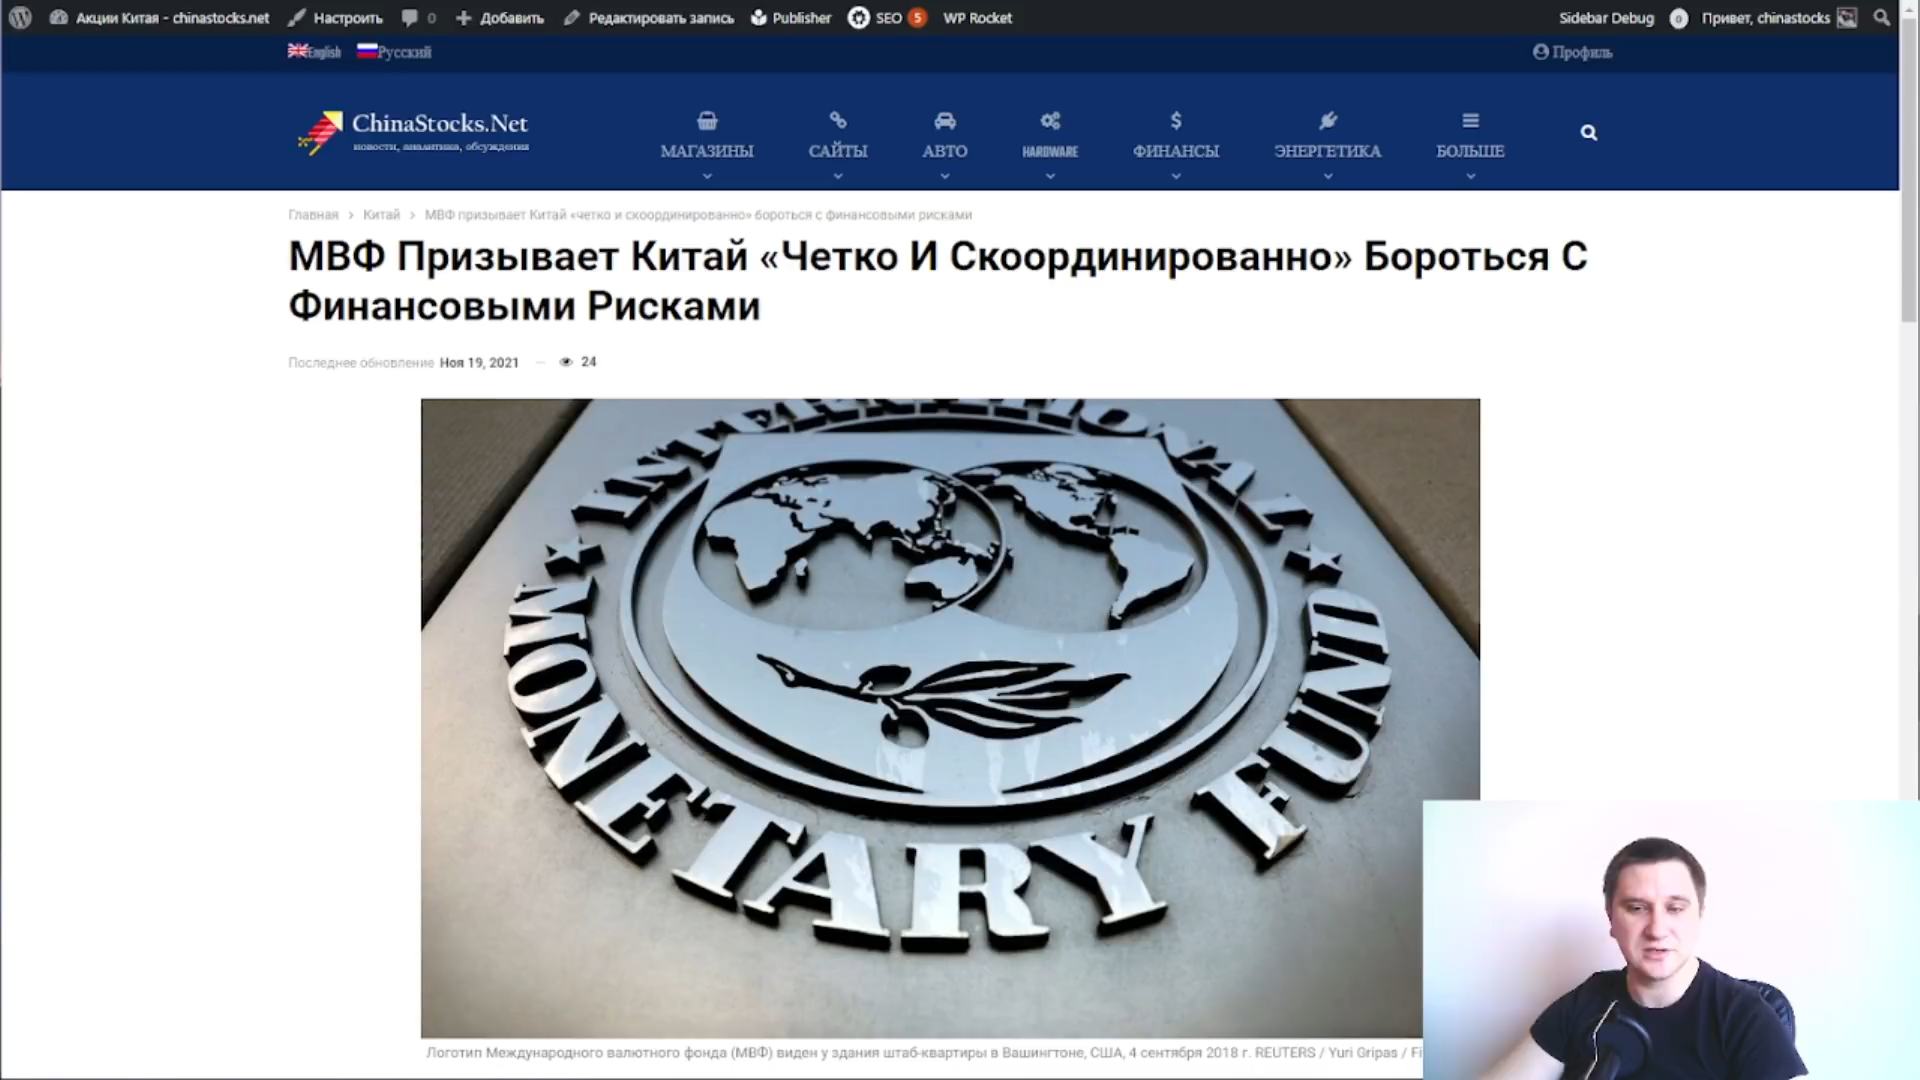 Акции Китая - chinastocks.net Настроить 0 Добавить Редактировать запись Publisher SEO 5 WP Rocket Sidebar Debug Привет, chinastocks
English Русский Профиль
ChinaStocks.Net
новости, аналитика, обсуждения
МАГАЗИНЫ САЙТЫ АВТО HARDWARE ФИНАНСЫ ЭНЕРГЕТИКА БОЛЬШЕ
Главная > Китай > МВФ призывает Китай «четко и скоординированно» бороться с финансовыми рисками
МВФ Призывает Китай «Четко И Скоординированно» Бороться С
Финансовыми Рисками
Последнее обновление Ноя 19, 2021 — 24
INTERNATIONAL
MONETARY FUND
Логотип Международного валютного фонда (МВФ) виден у здания штаб-квартиры в Вашингтоне, США, 4 сентября 2018 г. REUTERS / Yuri Gripas /